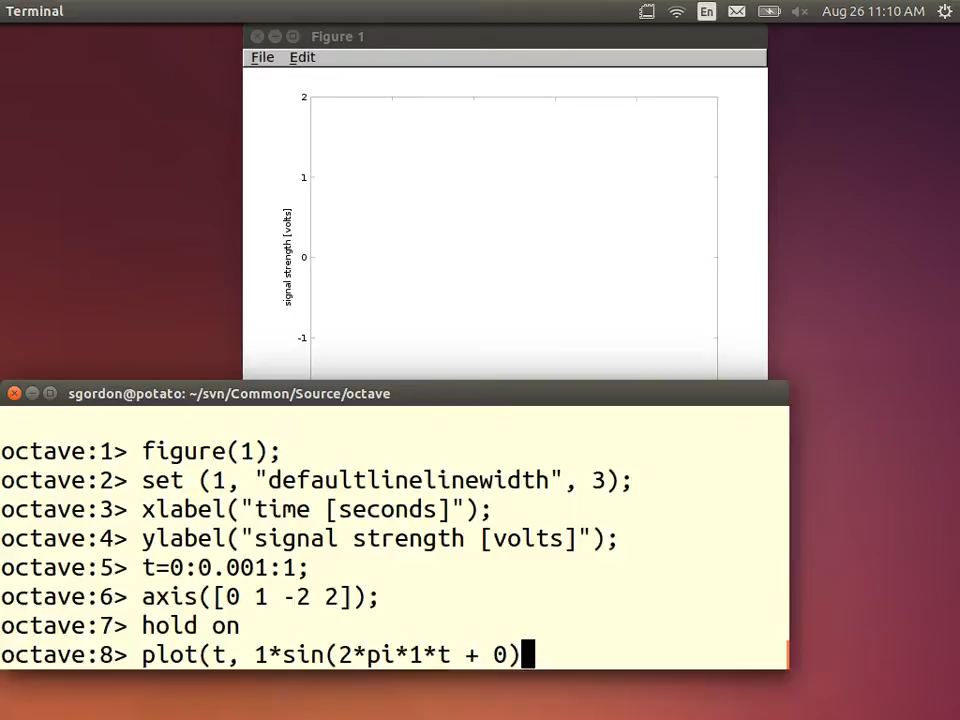 Terminal
En
Aug 26 11:10 AM
Figure 1
File Edit
2
1
0
-1
signal strength [volts]
sgordon@potato: ~/svn/Common/Source/octave
octave:1> figure(1);
octave:2> set (1, "defaultlinelinewidth", 3);
octave:3> xlabel("time [seconds]");
octave:4> ylabel("signal strength [volts]");
octave:5> t=0:0.001:1;
octave:6> axis([0 1 -2 2]);
octave:7> hold on
octave:8> plot(t, 1*sin(2*pi*1*t + 0)